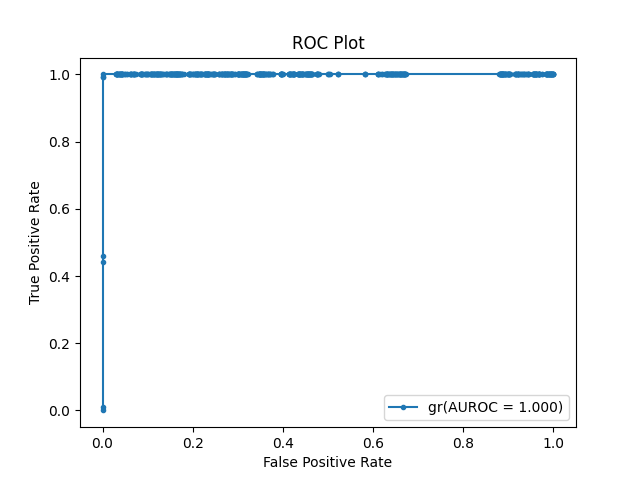 ROC Plot
1.0
0.8
0.6
0.4
0.2
0.0
True Positive Rate
gr(AUROC = 1.000)
0.0 0.2 0.4 0.6 0.8 1.0
False Positive Rate